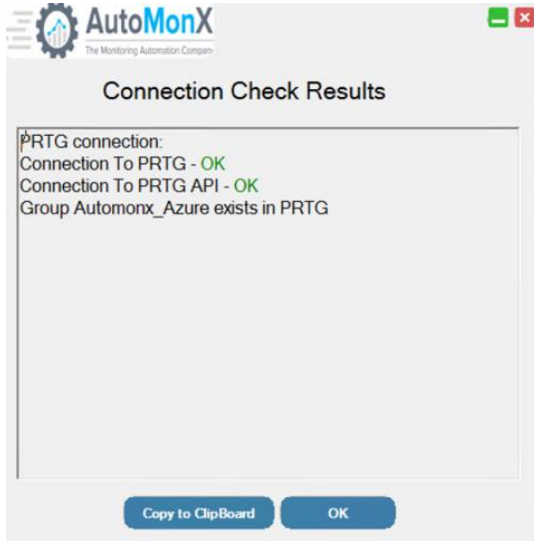 AutoMonX
The Monitoring Automation Compan
Connection Check Results
PRTG connection:
Connection To PRTG - OK
Connection To PRTG API - OK
Group Automonx_Azure exists in PRTG
Copy to ClipBoard
OK